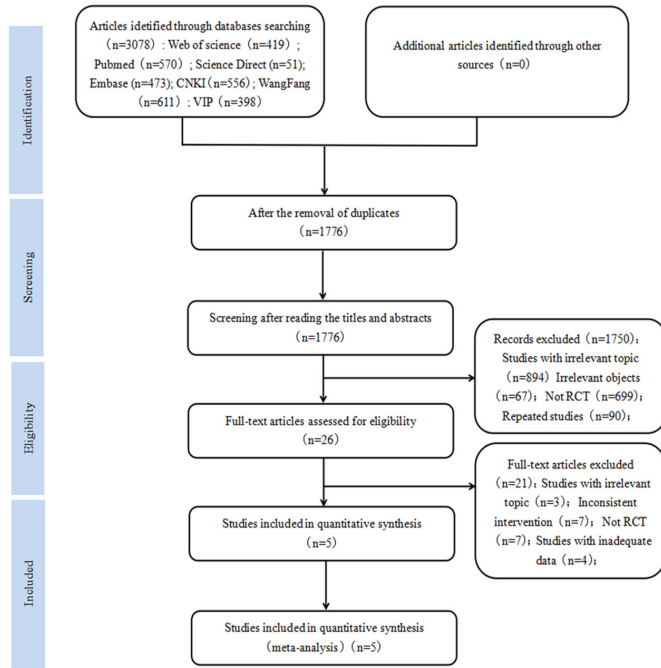 Identification
Articles idetified through databases searching
（n=3078）: Web of science（n=419）;
Pubmed（n=570）; Science Direct (n=51);
Embase (n=473); CNKI（n=556）; WangFang
（n=611）: VIP（n=398）
Additional articles identified through other
sources（n=0）
Screening
After the removal of duplicates
（n=1776）
Screening after reading the titles and abstracts
（n=1776）
Records excluded（n=1750）:
Studies with irrelevant topic
（n=894）Irrelevant objects
（n=67）; Not RCT（n=699）;
Repeated studies（n=90）;
Eligibility
Full-text articles assessed for eligibility
（n=26）
Full-text articles excluded
（n=21）: Studies with irrelevant
topic（n=3）; Inconsistent
intervention（n=7）; Not RCT
（n=7）; Studies with inadequate
data（n=4）;
Included
Studies included in quantitative synthesis
（n=5）
Studies included in quantitative synthesis
(meta-analysis)（n=5）